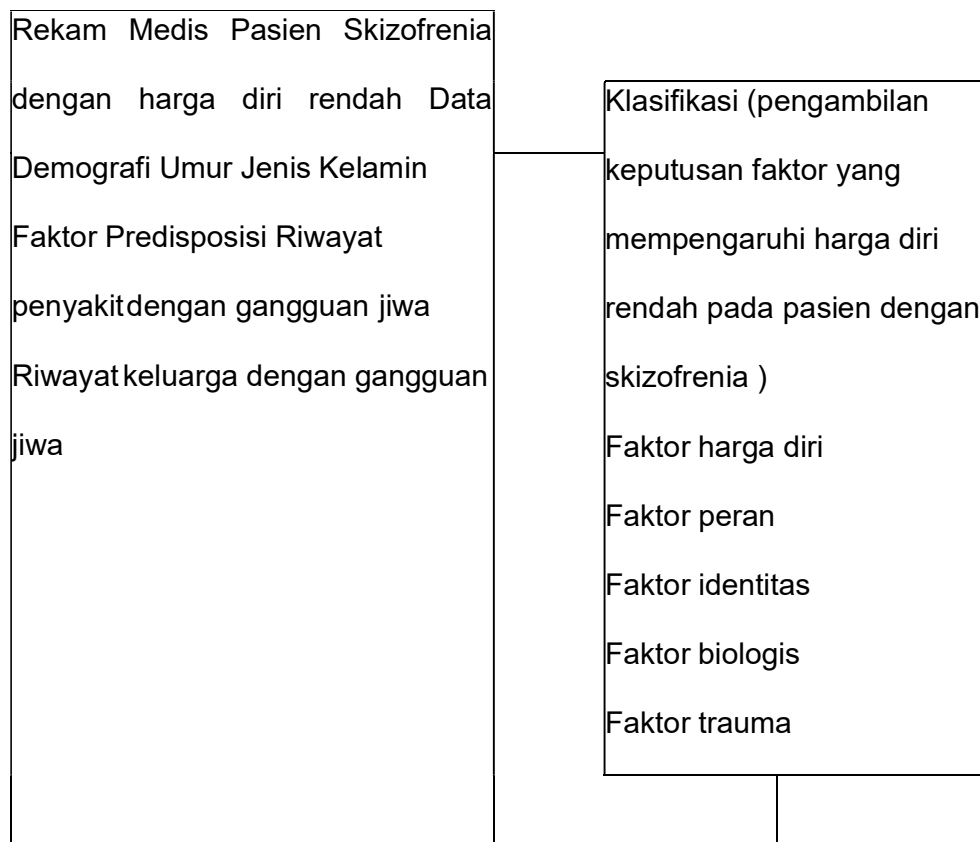 Rekam Medis Pasien Skizofrenia
dengan harga diri rendah Data
Demografi Umur Jenis Kelamin
Faktor Predisposisi Riwayat
penyakitdengan gangguan jiwa
Riwayatkeluarga dengan gangguan
jiwa
Klasifikasi (pengambilan
keputusan faktor yang
mempengaruhi harga diri
rendah pada pasien dengan
skizofrenia )
Faktor harga diri
Faktor peran
Faktor identitas
Faktor biologis
Faktor trauma